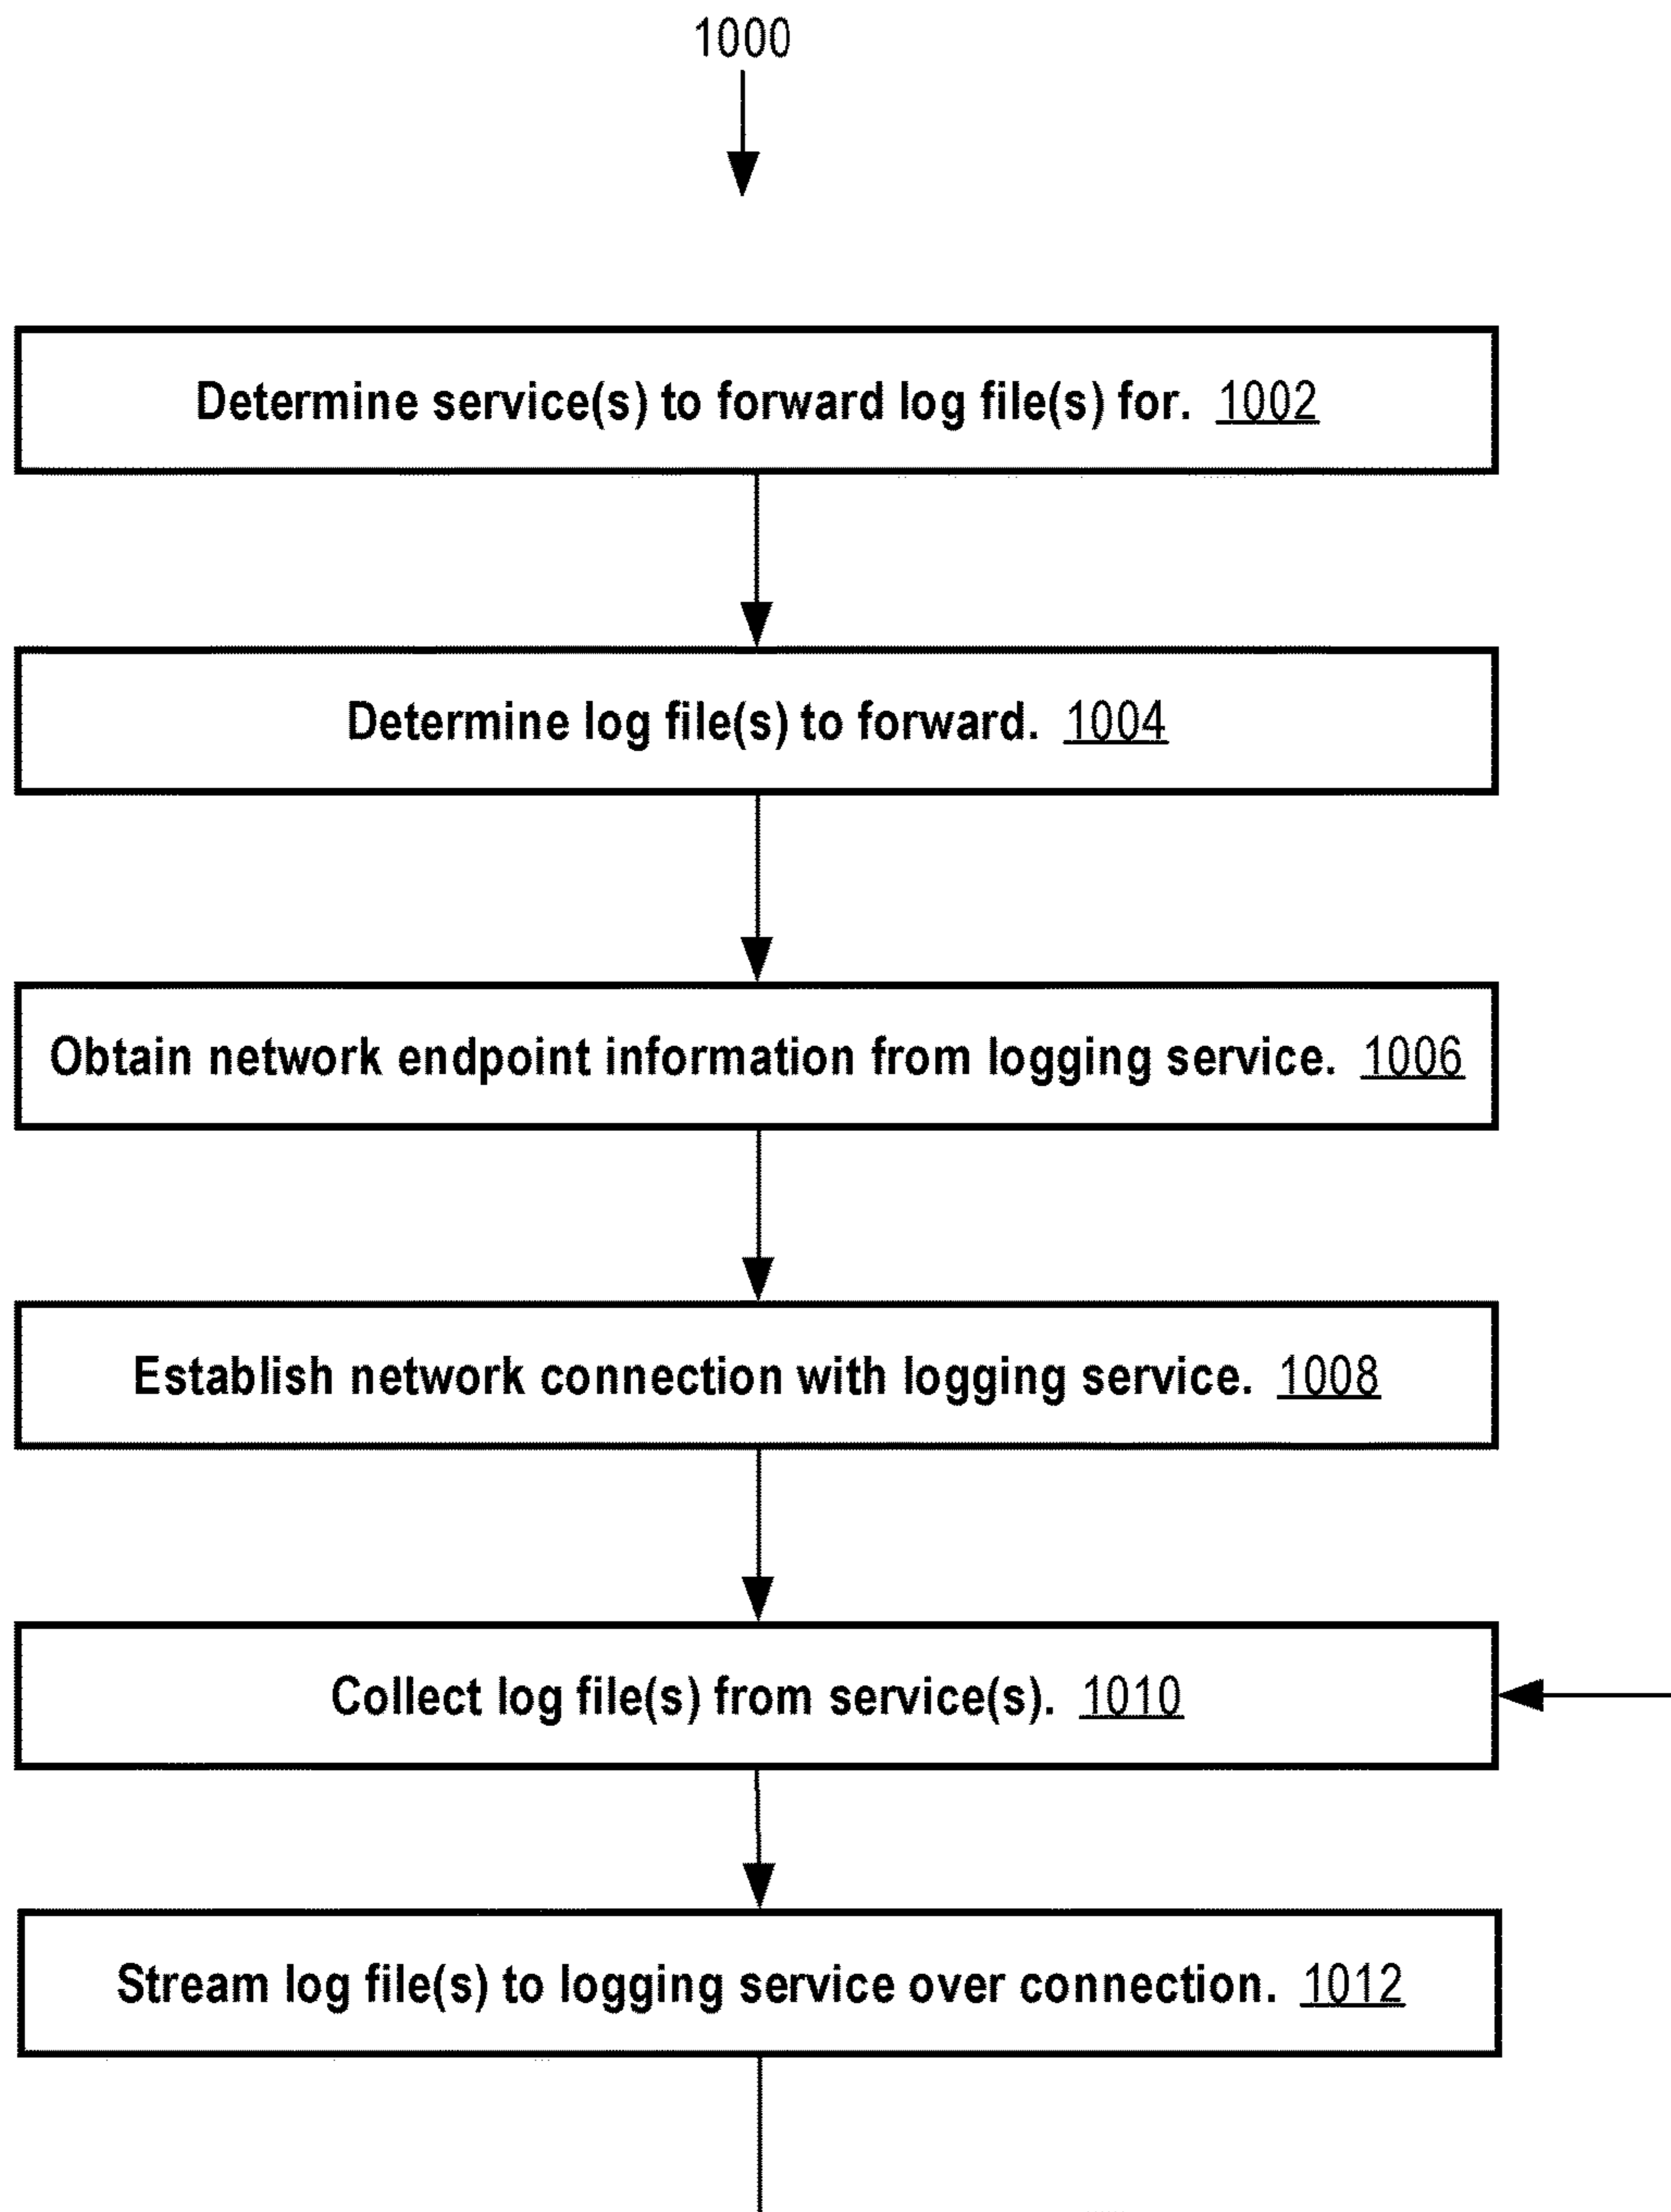 1000
Determine service(s) to forward log file(s) for. 1002
Determine log file(s) to forward. 1004
Obtain network endpoint information from logging service. 1006
Establish network connection with logging service. 1008
Collect log file(s) from service(s). 1010
Stream log file(s) to logging service over connection. 1012